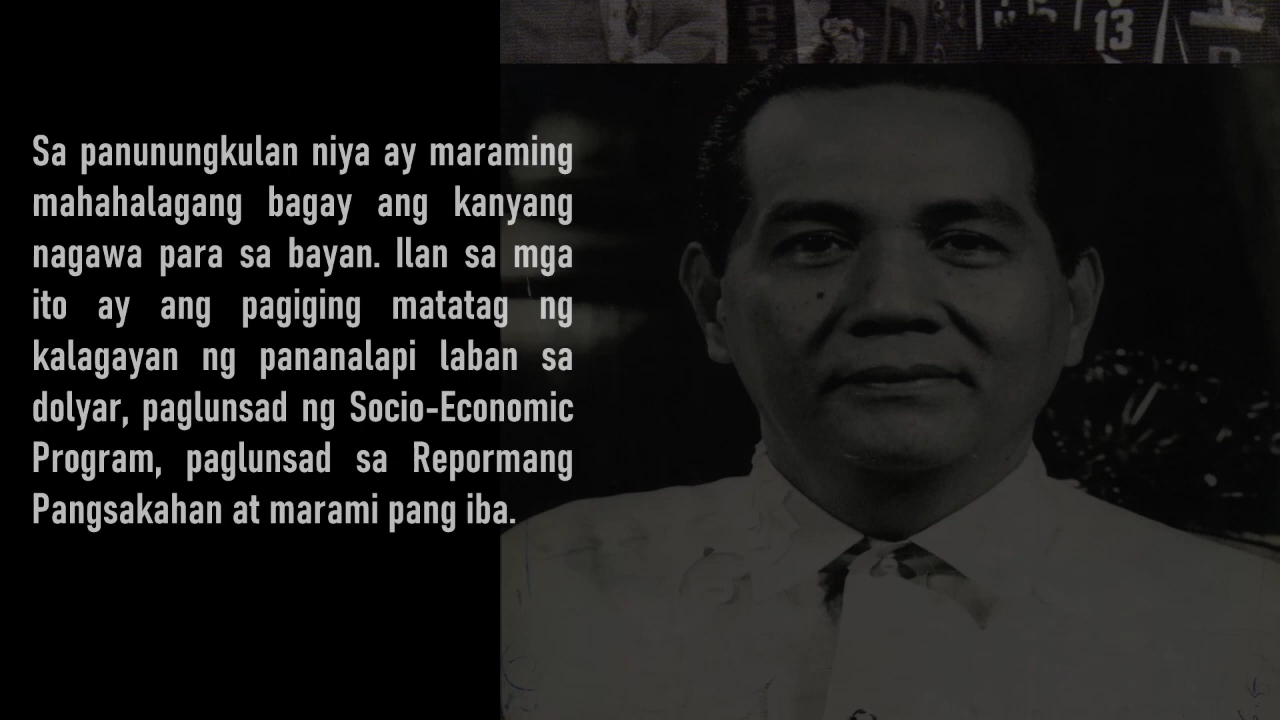 13
Sa panunungkulan niya ay maraming
mahahalagang bagay ang kanyang
nagawa para sa bayan. Ilan sa mga
ito ay ang pagiging matatag ng
kalagayan ng pananalapi laban sa
dolyar, paglunsad ng Socio-Economic
Program, paglunsad sa Repormang
Pangsakahan at marami pang iba.